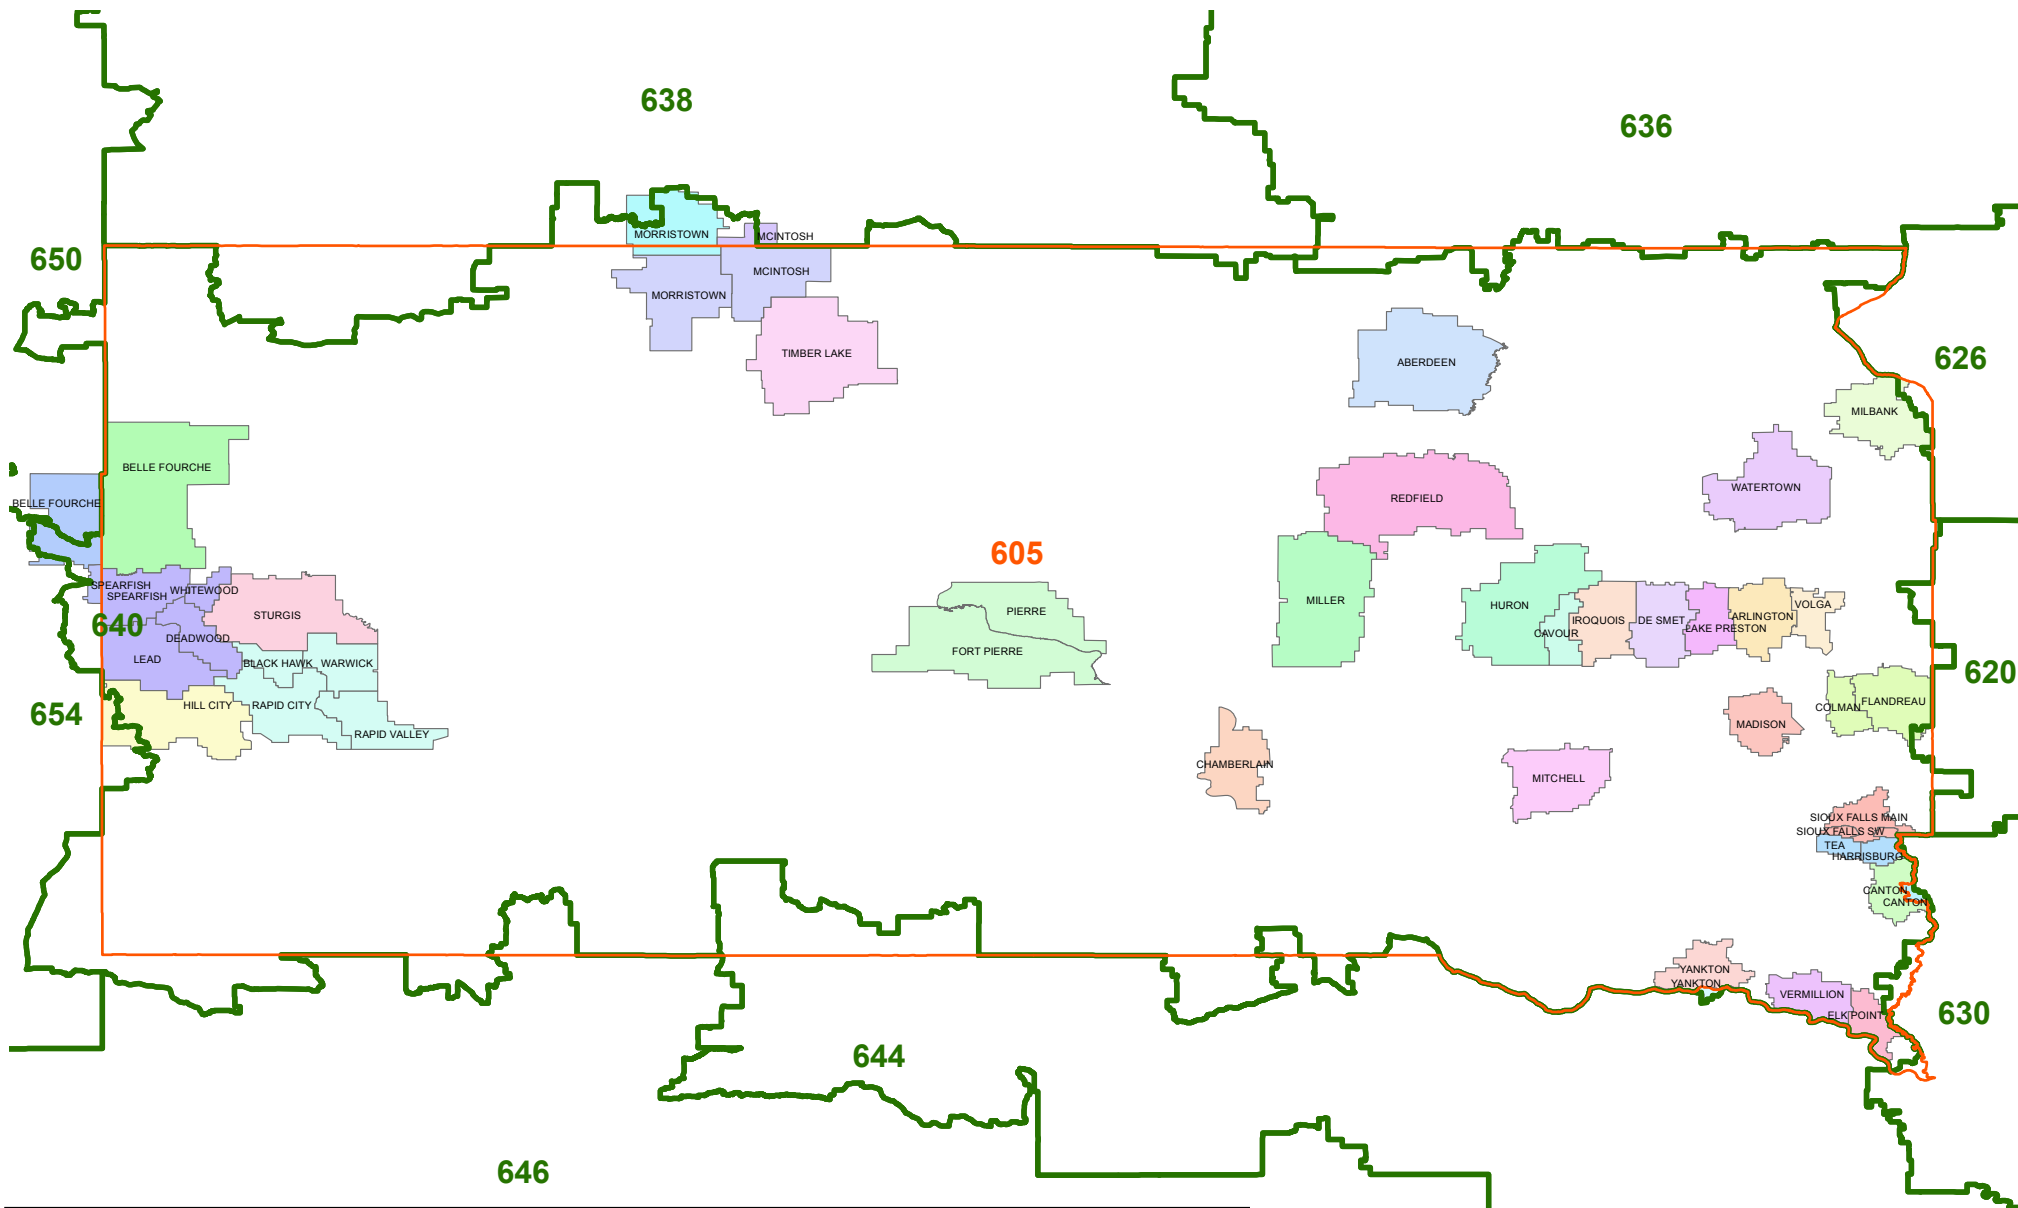 638
636
MORRISTOWN
MCINTOSH
650
MCINTOSH
MORRISTOWN
TIMBER LAKE
ABERDEEN
626
MILBANK
BELLE FOURCHE
WATERTOWN
REDFIELD
BELLE FOURCHE
605
SPEARFISH
WHITEWOOD
SPEARFISH
STURGIS
PIERRE
MILLER
HURON
VOLGA
640
DEADWOOD
CAVOUR
IROQUOIS
DE SMET
LAKE PRESTON
ARLINGTON
LEAD
BLACK HAWK
WARWICK
FORT PIERRE
620
HILL CITY
RAPID CITY
COLMAN
FLANDREAU
654
RAPID VALLEY
MADISON
CHAMBERLAIN
MITCHELL
SIOUX FALLS MAIN
SIOUX FALLS SW
TEA
HARRISBURG
CANTON
CANTON
YANKTON
YANKTON
VERMILLION
ELK POINT
630
644
646